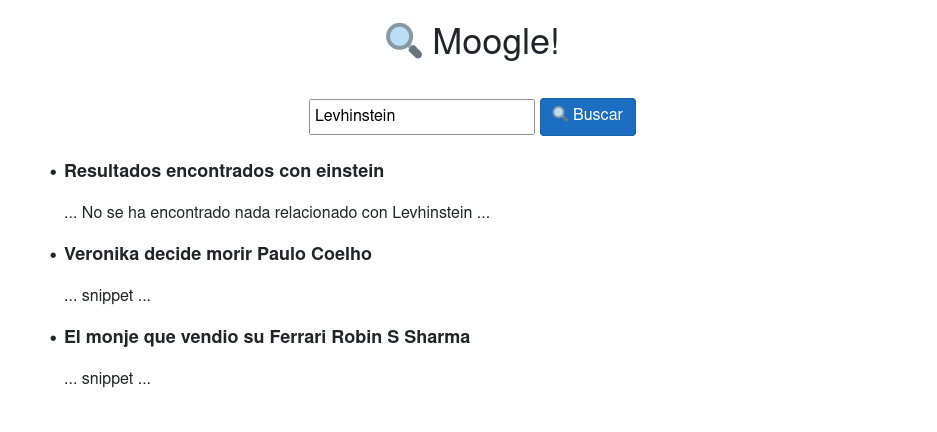 🔍 Moogle!
Levhinstein
🔍 Buscar
• Resultados encontrados con einstein
... No se ha encontrado nada relacionado con Levhinstein ...
• Veronika decide morir Paulo Coelho
... snippet ...
• El monje que vendio su Ferrari Robin S Sharma
... snippet ...